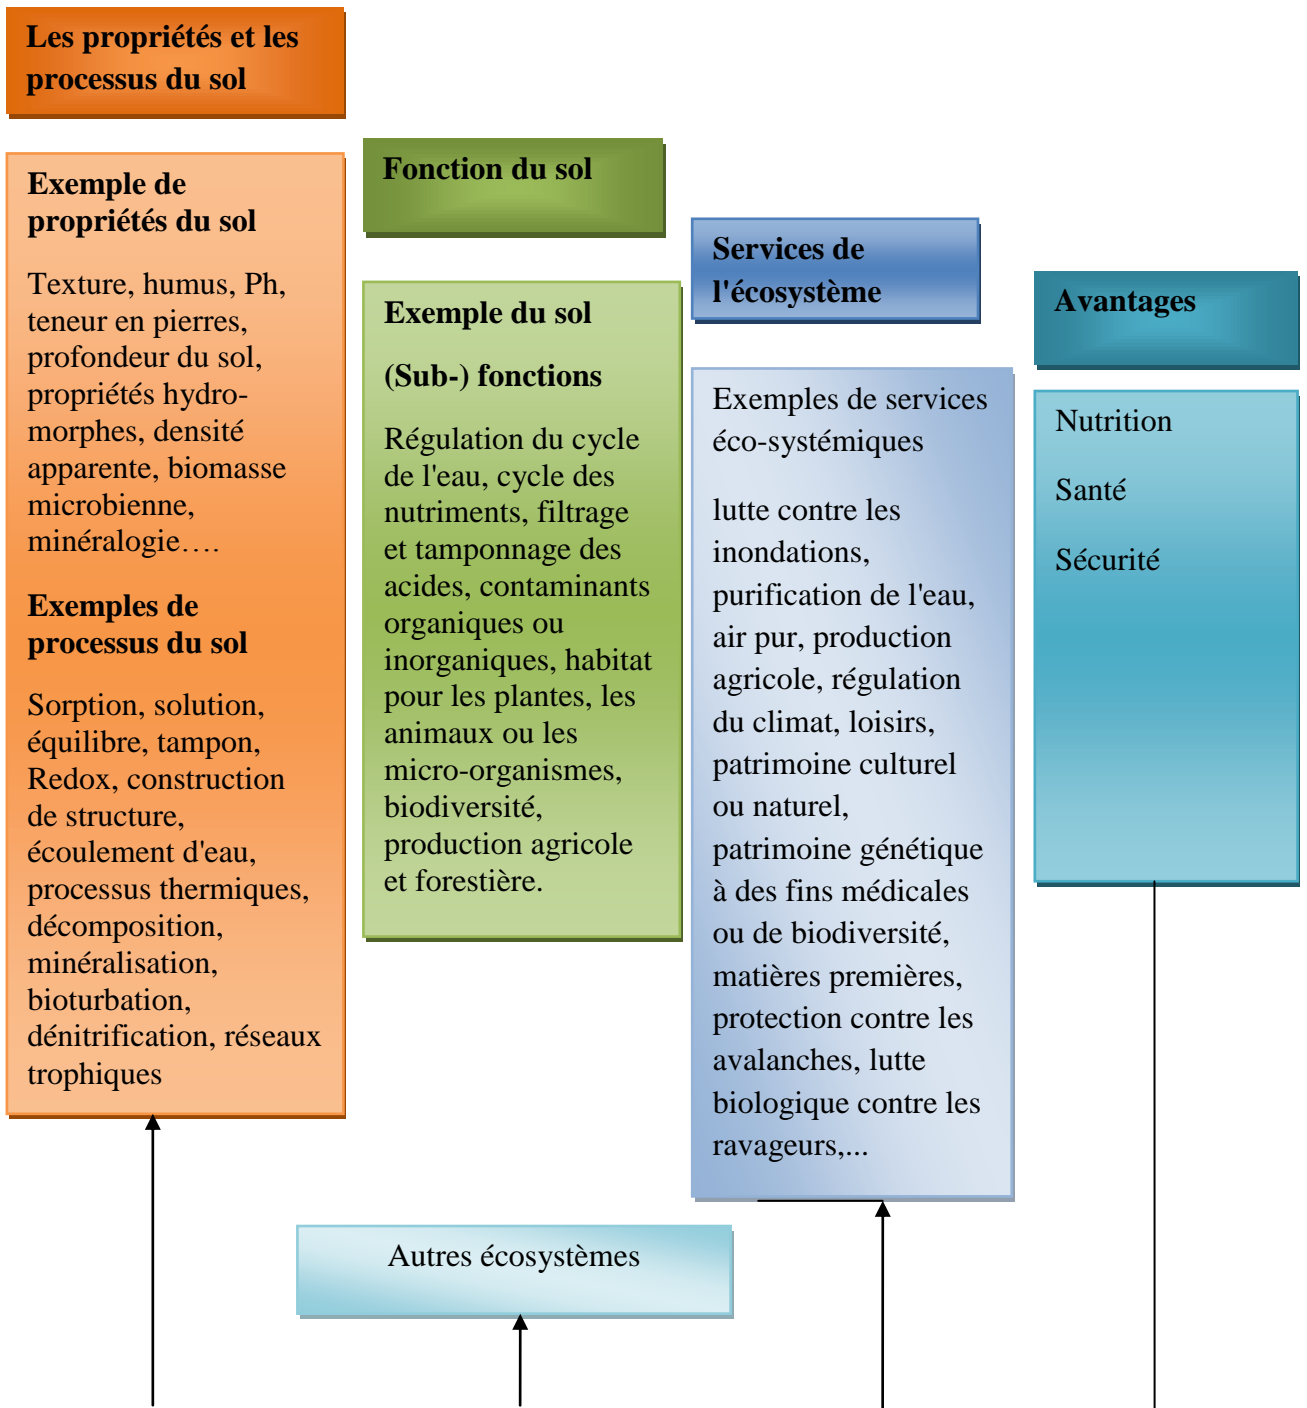 Les propriétés et les
processus du sol
Exemple de
propriétés du sol
Texture, humus, Ph,
teneur en pierres,
profondeur du sol,
propriétés hydro-
morphes, densité
apparente, biomasse
microbienne,
minéralogie….
Exemples de
processus du sol
Sorption, solution,
équilibre, tampon,
Redox, construction
de structure,
écoulement d'eau,
processus thermiques,
décomposition,
minéralisation,
bioturbation,
dénitrification, réseaux
trophiques
Fonction du sol
Exemple du sol
(Sub-) fonctions
Régulation du cycle
de l'eau, cycle des
nutriments, filtrage
et tamponnage des
acides, contaminants
organiques ou
inorganiques, habitat
pour les plantes, les
animaux ou les
micro-organismes,
biodiversité,
production agricole
et forestière.
Services de
l'écosystème
Exemples de services
éco-systémiques
lutte contre les
inondations,
purification de l'eau,
air pur, production
agricole, régulation
du climat, loisirs,
patrimoine culturel
ou naturel,
patrimoine génétique
à des fins médicales
ou de biodiversité,
matières premières,
protection contre les
avalanches, lutte
biologique contre les
ravageurs,...
Avantages
Nutrition
Santé
Sécurité
Autres écosystèmes